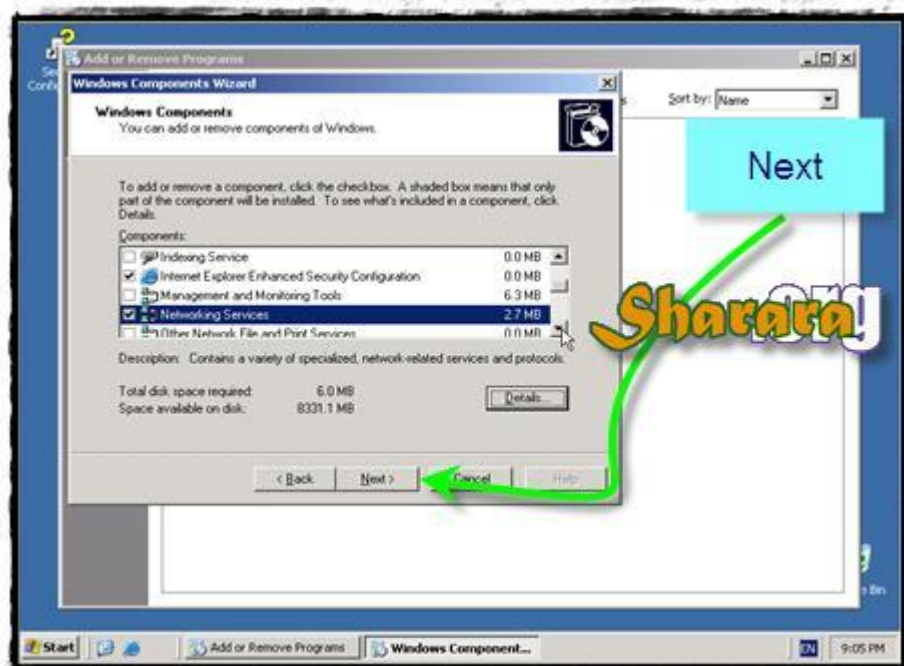 Add or Remove Programs
Windows Components Wizard
Sort by: Name
Windows Components
You can add or remove components of Windows.
Next
To add or remove a component, click the checkbox. A shaded box means that only
part of the component will be installed. To see what's included in a component, click
Details.
Components:
Indexing Service 0.0 MB
Internet Explorer Enhanced Security Configuration 0.0 MB
Management and Monitoring Tools 6.3 MB
Networking Services 2.7 MB
Other Network File and Print Services 0.0 MB
Sharara.org
Description: Contains a variety of specialized, network-related services and protocols.
Total disk space required: 6.0 MB
Space available on disk: 8331.1 MB
Details...
< Back
Next >
Cancel
Help
Bin
Start
Add or Remove Programs
Windows Component...
EN
9:05 PM